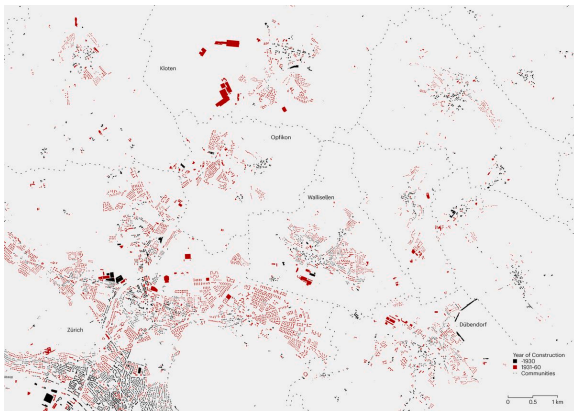 Kloten
Opfikon
Wallisellen
Zürich
Dübendorf
Year of Construction
-1930
1931-60
Communities
0 0.5 1 km